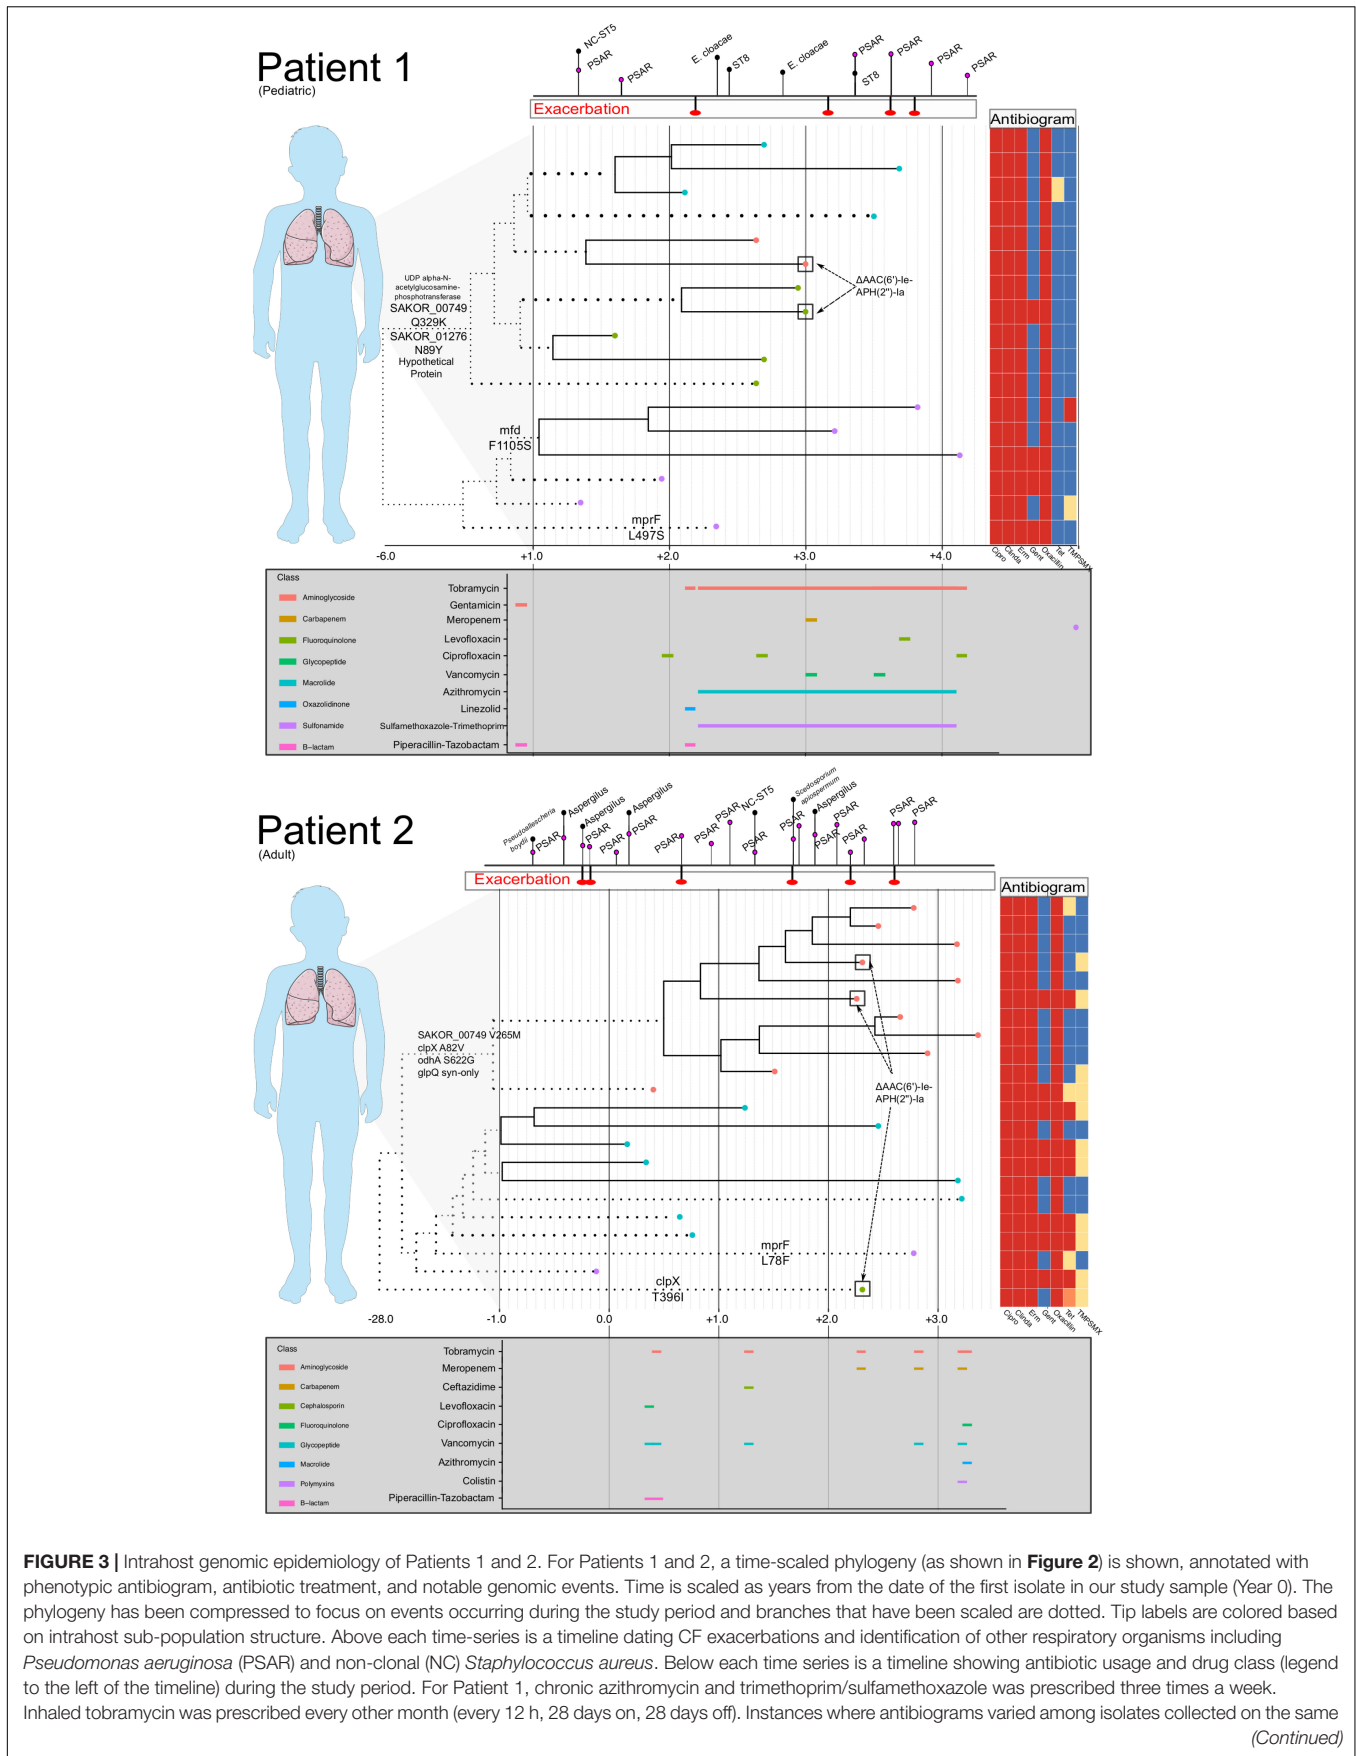 Patient 1
(Pediatric)
NC-ST5
PSAR
PSAR
E. cloacae
ST8
E. cloacae
PSAR
ST8
PSAR
PSAR
PSAR
Exacerbation
Antibiogram
UDP alpha-N-
acetylglucosamine-
phosphotransferase
SAKOR_00749
Q329K
SAKOR_01276
N89Y
Hypothetical
Protein
ΔAAC(6')-Ie-
APH(2'')-Ia
mfd
F1105S
mprF
L497S
-6.0
+1.0
+2.0
+3.0
+4.0
Cipro
Clinda
Erm
Gent
Oxacillin
Tet
TMPSMX
Class
Aminoglycoside
Carbapenem
Fluoroquinolone
Glycopeptide
Macrolide
Oxazolidinone
Sulfonamide
B-lactam
Tobramycin
Gentamicin
Meropenem
Levofloxacin
Ciprofloxacin
Vancomycin
Azithromycin
Linezolid
Sulfamethoxazole-Trimethoprim
Piperacillin-Tazobactam
Patient 2
(Adult)
Pseudoallescheria
boydii
PSAR
Aspergilus
Aspergilus
PSAR
PSAR
Aspergilus
PSAR
PSAR
PSAR
PSAR
NC-ST5
PSAR
Scedosporium
apiospermum
PSAR
Aspergilus
PSAR
PSAR
PSAR
PSAR
PSAR
Exacerbation
Antibiogram
SAKOR_00749 V265M
clpX A82V
odhA S622G
glpQ syn-only
ΔAAC(6')-Ie-
APH(2'')-Ia
mprF
L78F
clpX
T396I
-28.0
-1.0
0.0
+1.0
+2.0
+3.0
Cipro
Clinda
Erm
Gent
Oxacillin
Tet
TMPSMX
Class
Aminoglycoside
Carbapenem
Cephalosporin
Fluoroquinolone
Glycopeptide
Macrolide
Polymyxins
B-lactam
Tobramycin
Meropenem
Ceftazidime
Levofloxacin
Ciprofloxacin
Vancomycin
Azithromycin
Colistin
Piperacillin-Tazobactam
FIGURE 3 | Intrahost genomic epidemiology of Patients 1 and 2. For Patients 1 and 2, a time-scaled phylogeny (as shown in Figure 2) is shown, annotated with
phenotypic antibiogram, antibiotic treatment, and notable genomic events. Time is scaled as years from the date of the first isolate in our study sample (Year 0). The
phylogeny has been compressed to focus on events occurring during the study period and branches that have been scaled are dotted. Tip labels are colored based
on intrahost sub-population structure. Above each time-series is a timeline dating CF exacerbations and identification of other respiratory organisms including
Pseudomonas aeruginosa (PSAR) and non-clonal (NC) Staphylococcus aureus. Below each time series is a timeline showing antibiotic usage and drug class (legend
to the left of the timeline) during the study period. For Patient 1, chronic azithromycin and trimethoprim/sulfamethoxazole was prescribed three times a week.
Inhaled tobramycin was prescribed every other month (every 12 h, 28 days on, 28 days off). Instances where antibiograms varied among isolates collected on the same
(Continued)